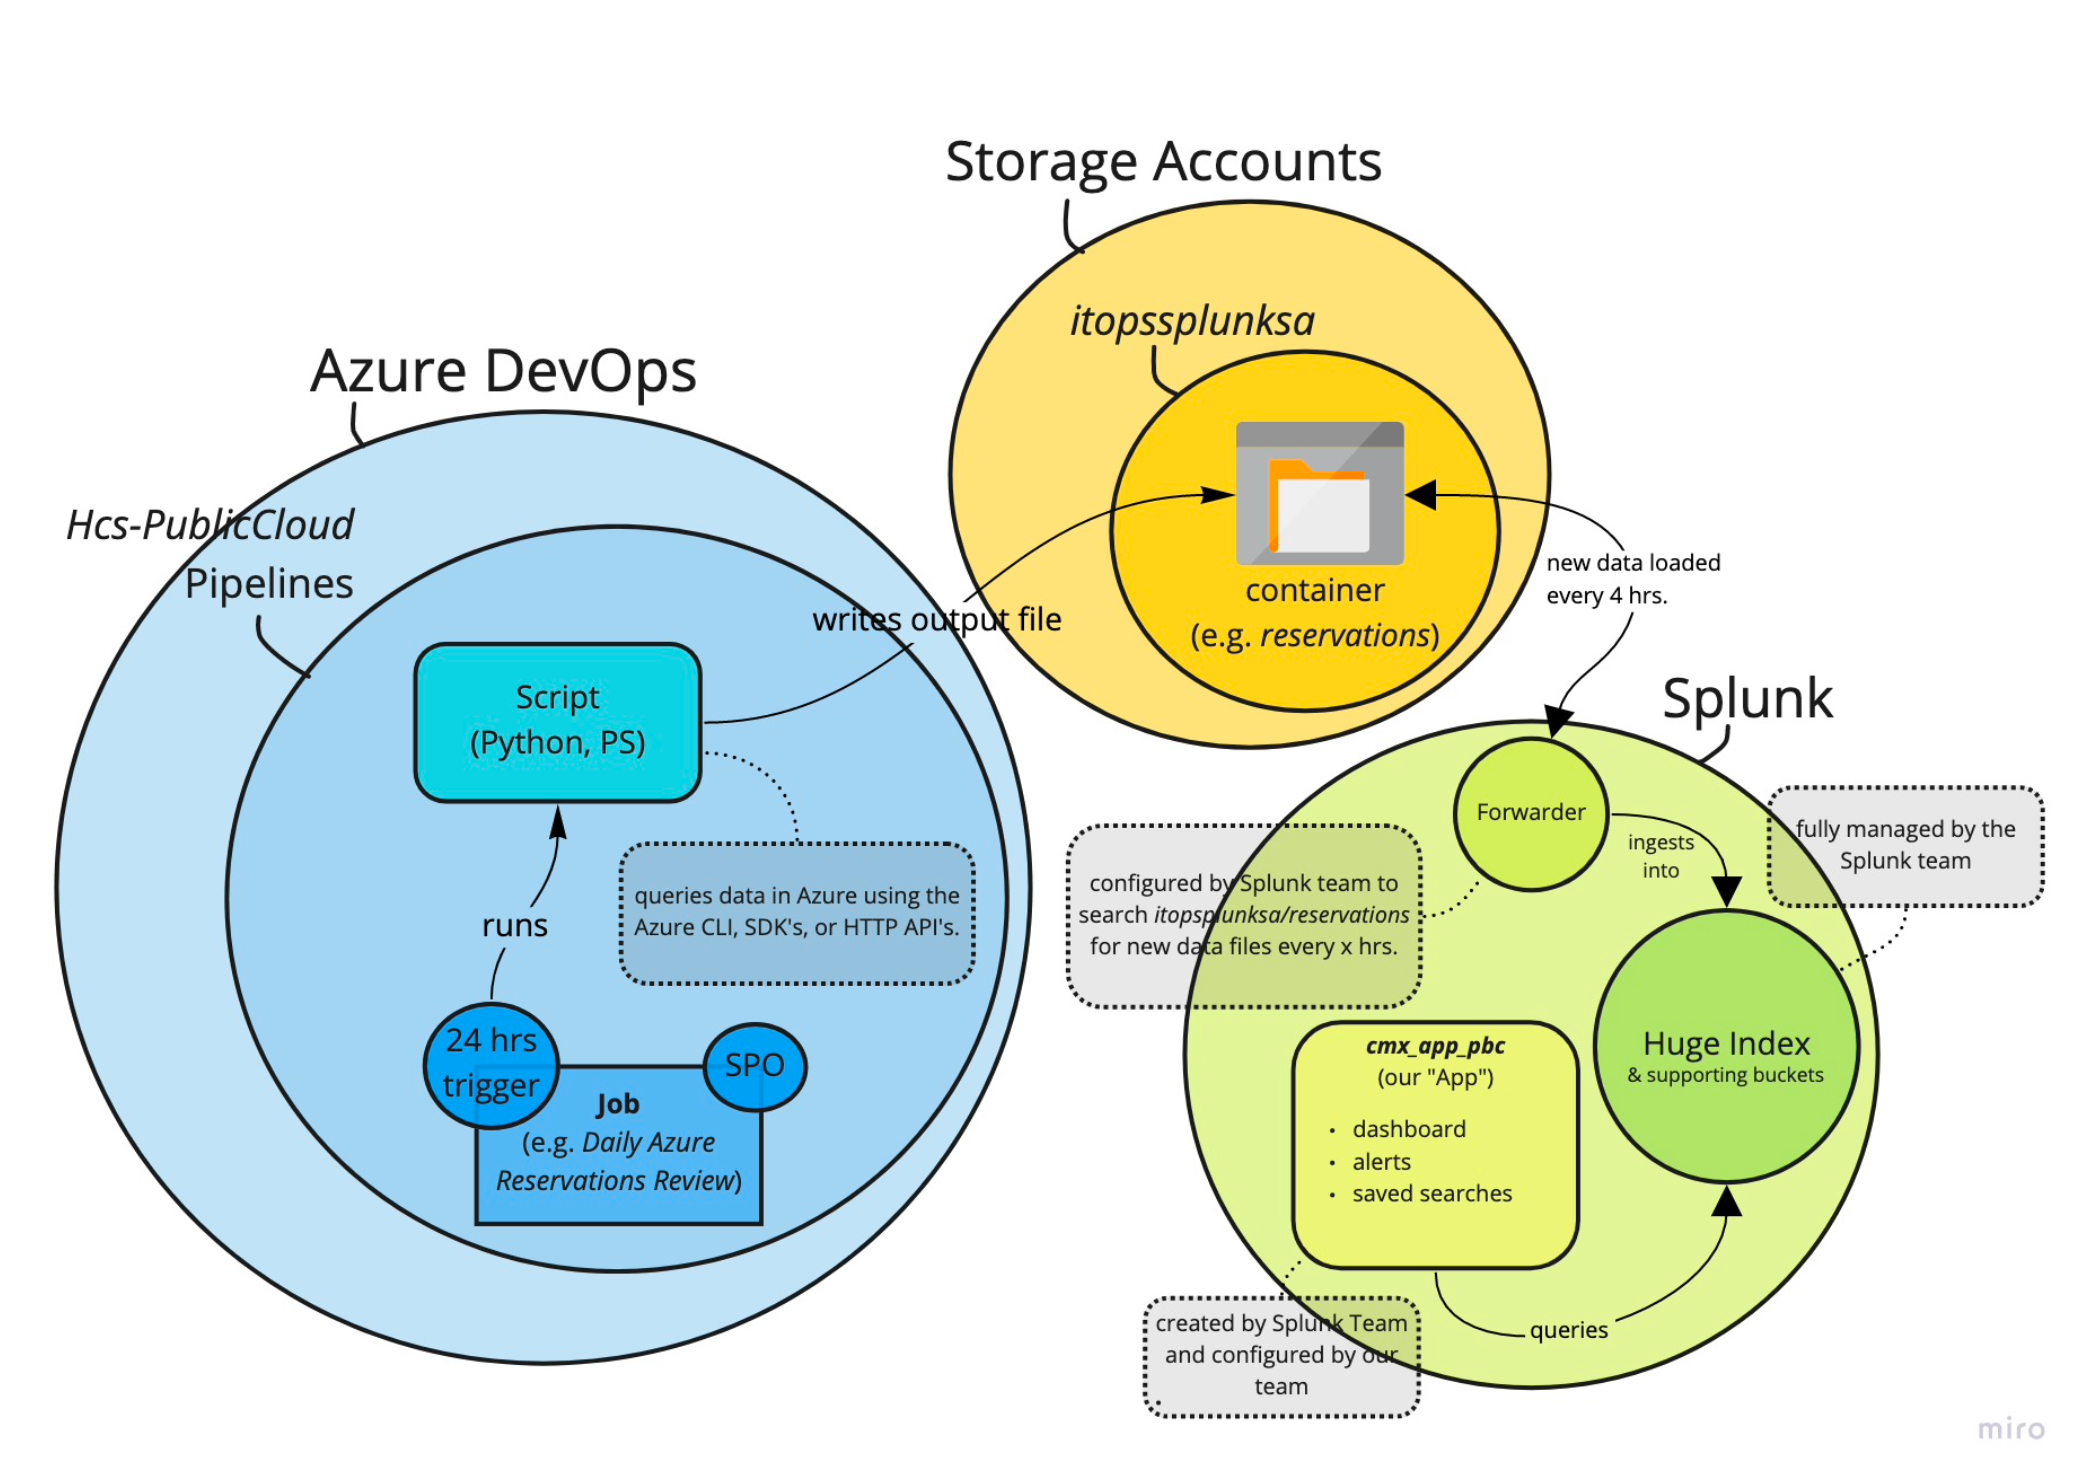 Storage Accounts
itopssplunksa
container
(e.g. reservations)
Azure DevOps
Hcs-PublicCloud
Pipelines
Script
(Python, PS)
writes output file
queries data in Azure using the
Azure CLI, SDK's, or HTTP API's.
runs
24 hrs
trigger
SPO
Job
(e.g. Daily Azure
Reservations Review)
new data loaded
every 4 hrs.
Splunk
Forwarder
ingests
into
fully managed by the
Splunk team
configured by Splunk team to
search itopsplunksa/reservations
for new data files every x hrs.
Huge Index
& supporting buckets
cmx_app_pbc
(our "App")
• dashboard
• alerts
• saved searches
queries
created by Splunk Team
and configured by our
team
miro